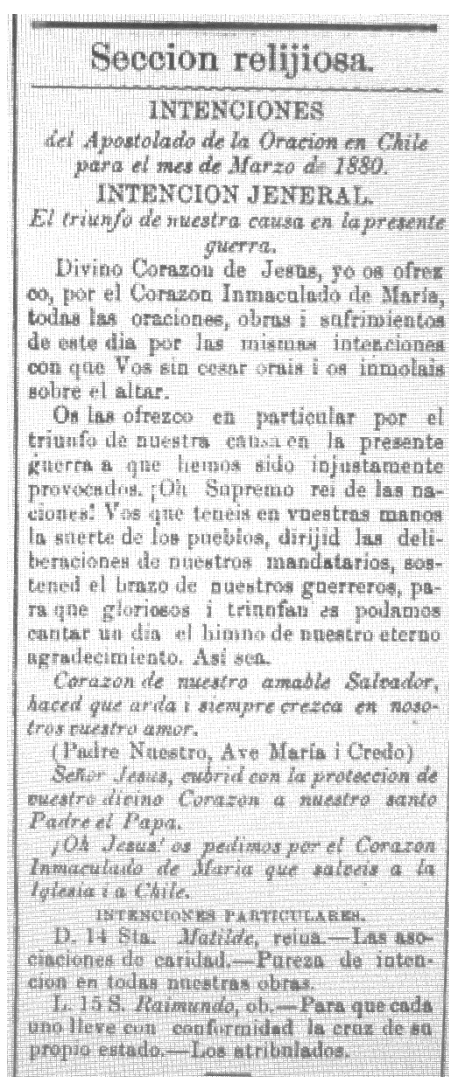 Seccion relijiosa.
INTENCIONES
del Apostolado de la Oracion en Chile
para el mes de Marzo de 1880.
INTENCION JENERAL.
El triunfo de nuestra causa en la presente
guerra.
Divino Corazon de Jesus, yo os ofrez
co, por el Corazon Inmaculado de María,
todas las oraciones, obras i sufrimientos
de este dia por las mismas intenciones
con que Vos sin cesar orais i os inmolais
sobre el altar.
Os las ofrezco en particular por el
triunfo de nuestra causa en la presente
guerra a que hemos sido injustamente
provocados. ¡Oh Supremo rei de las na-
ciones! Vos que teneis en vuestras manos
la suerte de los pueblos, dirijid las deli-
beraciones de nuestros mandatarios, sos-
tened el brazo de nuestros guerreros, pa-
ra que gloriosos i triunfan es podamos
cantar un dia el himno de nuestro eterno
agradecimiento. Así sea.
Corazon de nuestro amable Salvador,
haced que arda i siempre crezca en noso-
tros vuestro amor.
(Padre Nuestro, Ave María i Credo)
Señor Jesus, cubrid con la proteccion de
vuestro divino Corazon a nuestro santo
Padre el Papa.
¡Oh Jesus! os pedimos por el Corazon
Inmaculado de Maria que salveis a la
Iglesia i a Chile.
INTENCIONES PARTICULARES.
D. 14 Sta. Matilde, reina.—Las aso-
ciaciones de caridad.—Pureza de inten-
cion en todas nuestras obras.
L. 15 S. Raimundo, ob.—Para que cada
uno lleve con conformidad la cruz de su
propio estado.—Los atribulados.